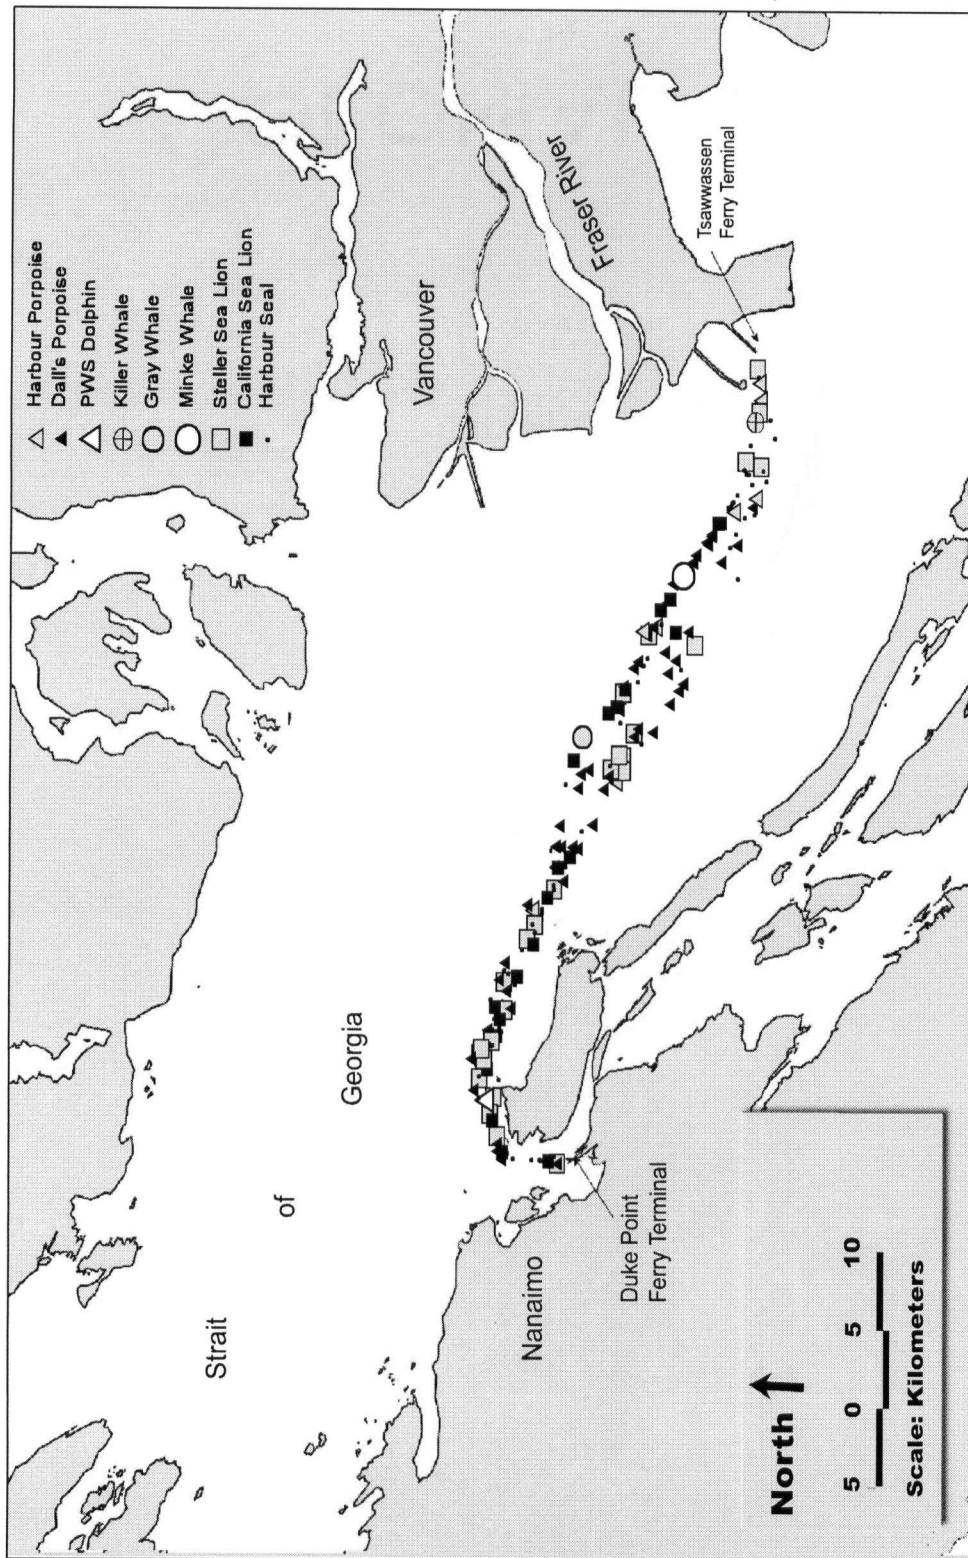 Harbour Porpoise
Dall's Porpoise
PWS Dolphin
Killer Whale
Gray Whale
Minke Whale
Steller Sea Lion
California Sea Lion
Harbour Seal
Vancouver
Fraser River
Tsawwassen
Ferry Terminal
Strait
of
Georgia
Nanaimo
Duke Point
Ferry Terminal
North
5 0 5 10
Scale: Kilometers